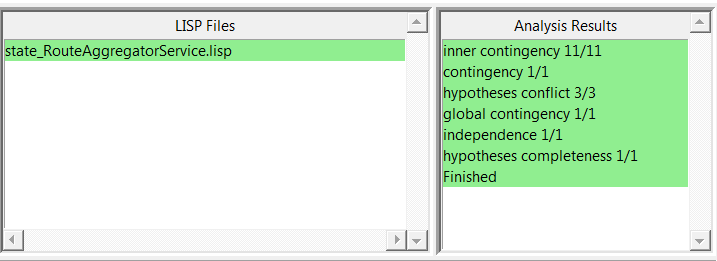 LISP Files
state_RouteAggregatorService.lisp
Analysis Results
inner contingency 11/11
contingency 1/1
hypotheses conflict 3/3
global contingency 1/1
independence 1/1
hypotheses completeness 1/1
Finished